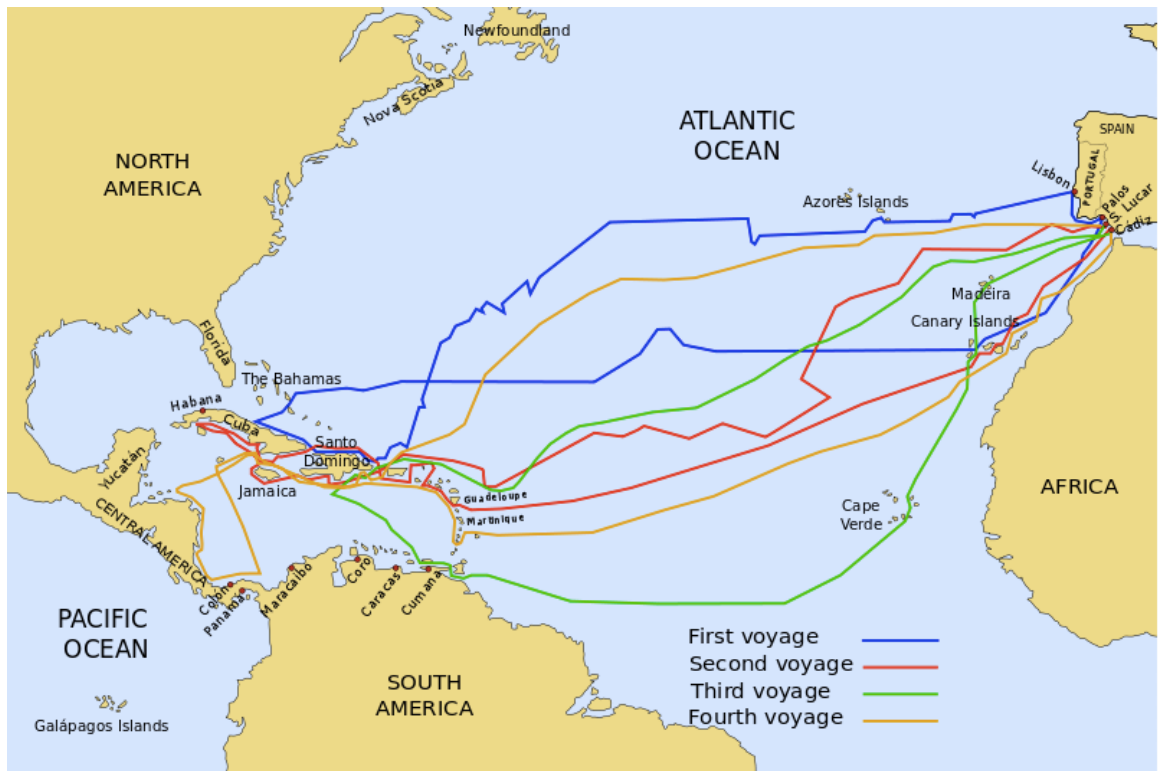 Newfoundland
Nova Scotia
ATLANTIC
OCEAN
SPAIN
PORTUGAL
NORTH
AMERICA
Lisbon
Palos
S. Lucar
Cádiz
Azores Islands
Madeira
Canary Islands
Florida
The Bahamas
Habana
Cuba
Santo
Domingo
Yucatán
Jamaica
Guadeloupe
Martinique
AFRICA
Cape
Verde
CENTRAL AMERICA
Colon
Panama
Maracaibo
Coro
Caracas
Cumana
PACIFIC
OCEAN
First voyage
Second voyage
Third voyage
Fourth voyage
SOUTH
AMERICA
Galápagos Islands